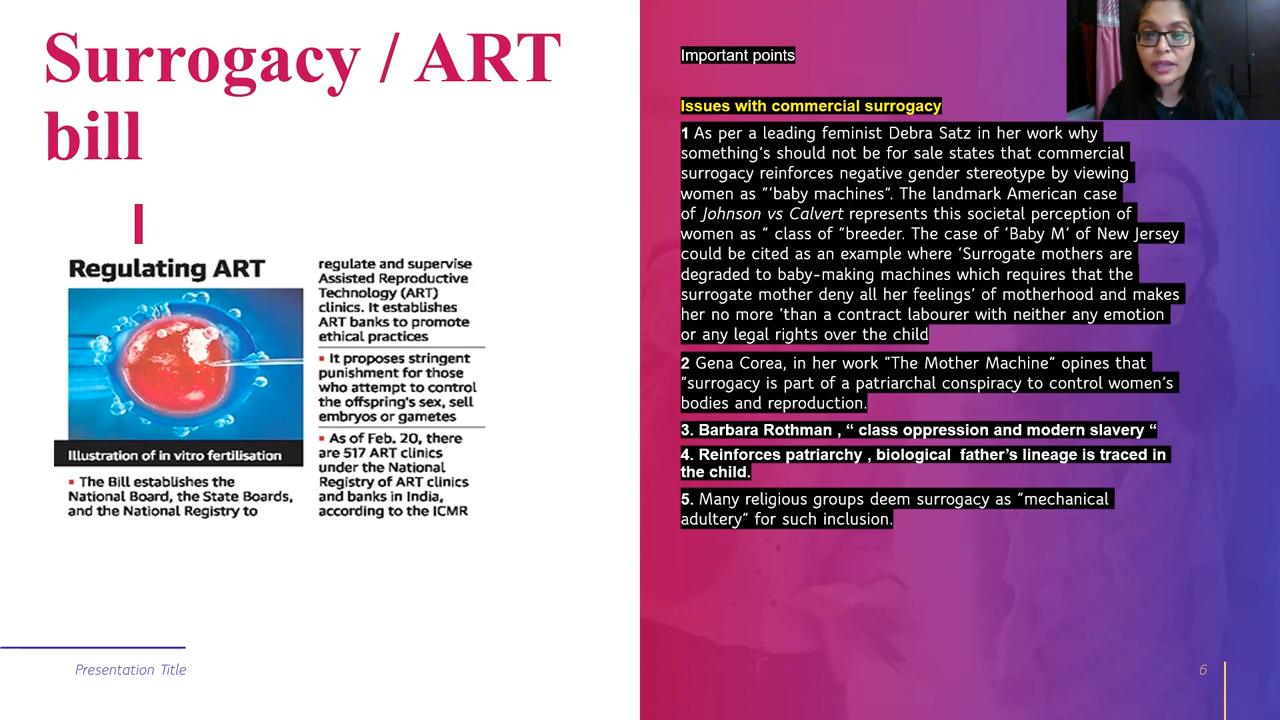 Surrogacy / ART
bill
Regulating ART
Illustration of in vitro fertilisation
▪ The Bill establishes the
National Board, the State Boards,
and the National Registry to
regulate and supervise
Assisted Reproductive
Technology (ART)
clinics. It establishes
ART banks to promote
ethical practices
▪ It proposes stringent
punishment for those
who attempt to control
the offspring's sex, sell
embryos or gametes
▪ As of Feb. 20, there
are 517 ART clinics
under the National
Registry of ART clinics
and banks in India,
according to the ICMR
Presentation Title
Important points
Issues with commercial surrogacy
1 As per a leading feminist Debra Satz in her work why
something's should not be for sale states that commercial
surrogacy reinforces negative gender stereotype by viewing
women as "'baby machines". The landmark American case
of Johnson vs Calvert represents this societal perception of
women as " class of "breeder. The case of 'Baby M' of New Jersey
could be cited as an example where 'Surrogate mothers are
degraded to baby-making machines which requires that the
surrogate mother deny all her feelings' of motherhood and makes
her no more 'than a contract labourer with neither any emotion
or any legal rights over the child
2 Gena Corea, in her work "The Mother Machine" opines that
"surrogacy is part of a patriarchal conspiracy to control women's
bodies and reproduction.
3. Barbara Rothman , “ class oppression and modern slavery “
4. Reinforces patriarchy , biological father’s lineage is traced in
the child.
5. Many religious groups deem surrogacy as "mechanical
adultery" for such inclusion.
6